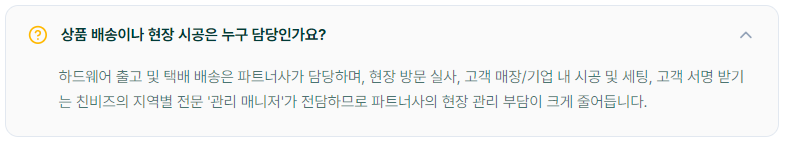 상품 배송이나 현장 시공은 누구 담당인가요?
하드웨어 출고 및 택배 배송은 파트너사가 담당하며, 현장 방문 실사, 고객 매장/기업 내 시공 및 세팅, 고객 서명 받기
는 친비즈의 지역별 전문 '관리 매니저'가 전담하므로 파트너사의 현장 관리 부담이 크게 줄어듭니다.